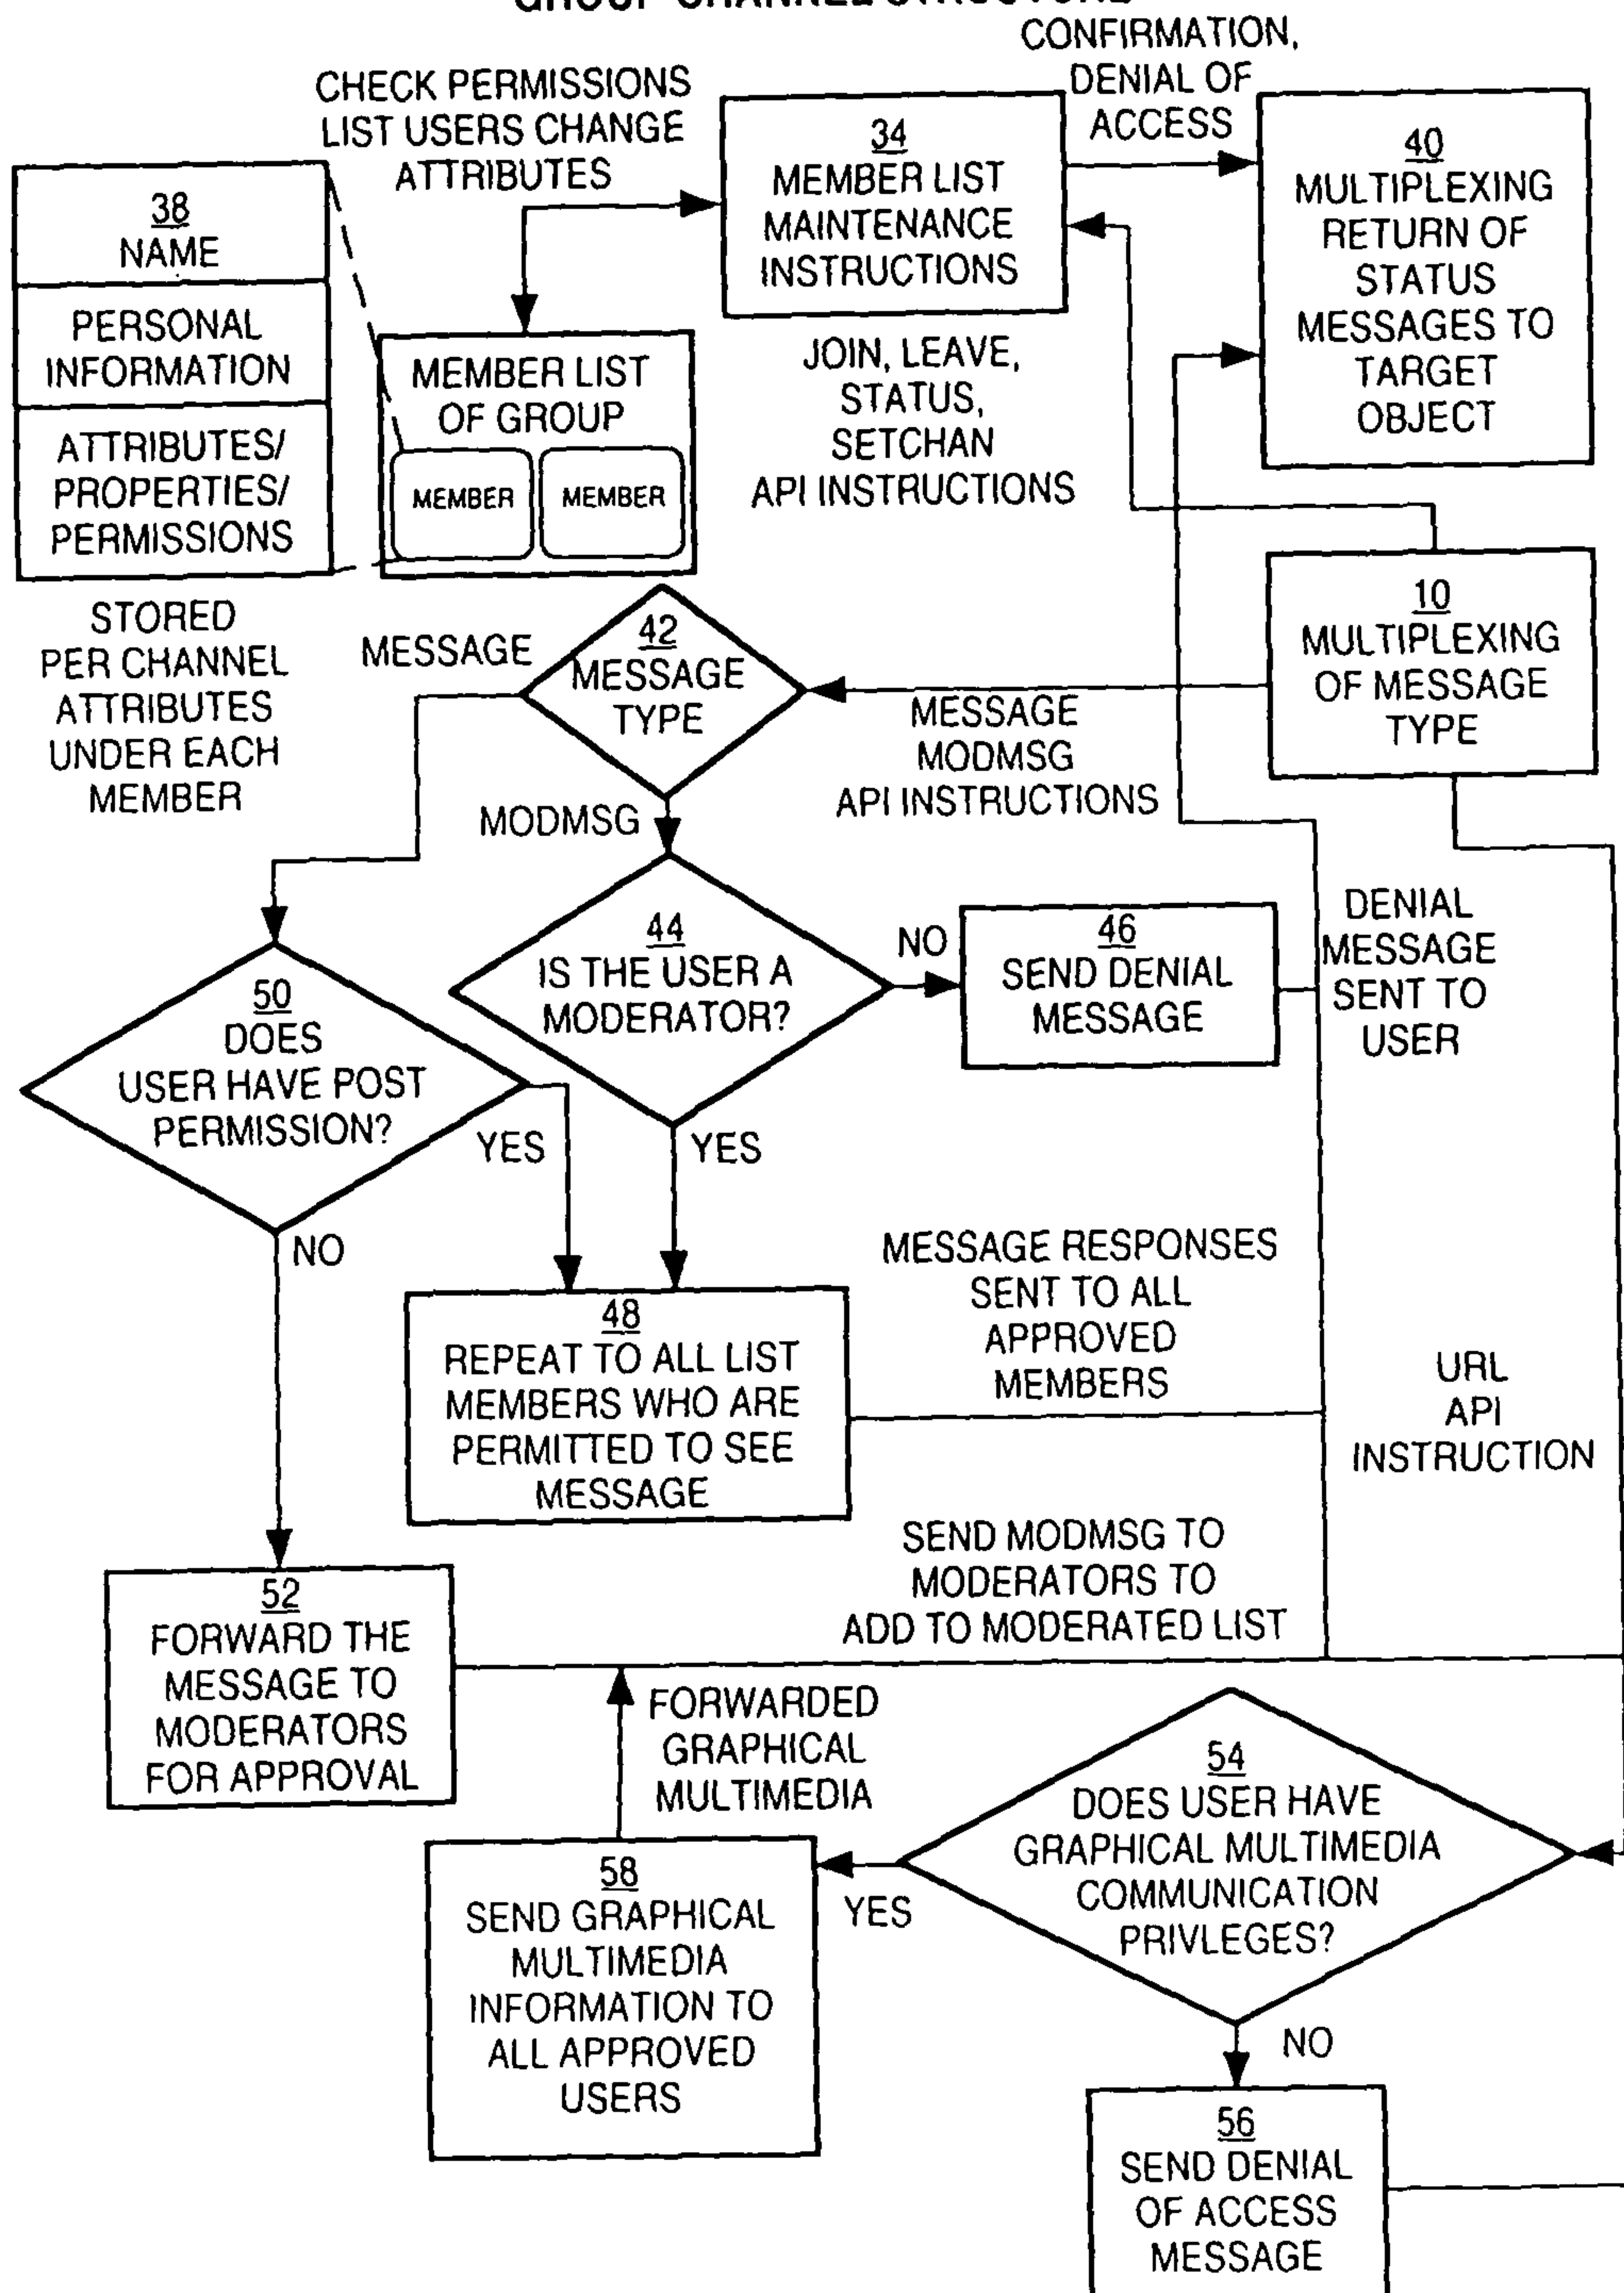 GROUP CHANNEL STRUCTURE
CONFIRMATION,
DENIAL OF
ACCESS
CHECK PERMISSIONS
LIST USERS CHANGE
ATTRIBUTES
34
MEMBER LIST
MAINTENANCE
INSTRUCTIONS
40
MULTIPLEXING
RETURN OF
STATUS
MESSAGES TO
TARGET
OBJECT
38
NAME
PERSONAL
INFORMATION
ATTRIBUTES/
PROPERTIES/
PERMISSIONS
MEMBER LIST
OF GROUP
MEMBER
MEMBER
JOIN, LEAVE,
STATUS,
SETCHAN
API INSTRUCTIONS
STORED
PER CHANNEL
ATTRIBUTES
UNDER EACH
MEMBER
MESSAGE
42
MESSAGE
TYPE
10
MULTIPLEXING
OF MESSAGE
TYPE
MESSAGE
MODMSG
API INSTRUCTIONS
MODMSG
44
IS THE USER A
MODERATOR?
NO
46
SEND DENIAL
MESSAGE
DENIAL
MESSAGE
SENT TO
USER
50
DOES
USER HAVE POST
PERMISSION?
YES
YES
NO
48
REPEAT TO ALL LIST
MEMBERS WHO ARE
PERMITTED TO SEE
MESSAGE
MESSAGE RESPONSES
SENT TO ALL
APPROVED
MEMBERS
URL
API
INSTRUCTION
SEND MODMSG TO
MODERATORS TO
ADD TO MODERATED LIST
52
FORWARD THE
MESSAGE TO
MODERATORS
FOR APPROVAL
FORWARDED
GRAPHICAL
MULTIMEDIA
54
DOES USER HAVE
GRAPHICAL MULTIMEDIA
COMMUNICATION
PRIVLEGES?
YES
58
SEND GRAPHICAL
MULTIMEDIA
INFORMATION TO
ALL APPROVED
USERS
NO
56
SEND DENIAL
OF ACCESS
MESSAGE